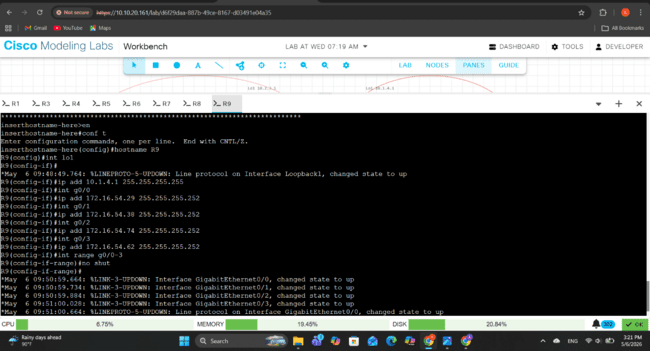 Not secure https://10.10.20.161/lab/d6f29daa-887b-49ce-8167-d03491e04a35
Gmail YouTube Maps All Bookmarks
Cisco Modeling Labs Workbench LAB AT WED 07:19 AM DASHBOARD TOOLS DEVELOPER
LAB NODES PANES GUIDE
>_ R1 >_ R3 >_ R4 >_ R5 >_ R6 >_ R7 >_ R8 >_ R9
inserthostname-here>en
inserthostname-here#conf t
Enter configuration commands, one per line. End with CNTL/Z.
inserthostname-here(config)#hostname R9
R9(config)#int lo1
R9(config-if)#
*May 6 09:48:49.764: %LINEPROTO-5-UPDOWN: Line protocol on Interface Loopback1, changed state to up
R9(config-if)#ip add 10.1.4.1 255.255.255.255
R9(config-if)#int g0/0
R9(config-if)#ip add 172.16.54.29 255.255.255.252
R9(config-if)#int g0/1
R9(config-if)#ip add 172.16.54.38 255.255.255.252
R9(config-if)#int g0/2
R9(config-if)#ip add 172.16.54.74 255.255.255.252
R9(config-if)#int g0/3
R9(config-if)#ip add 172.16.54.62 255.255.255.252
R9(config-if)#int range g0/0-3
R9(config-if-range)#no shut
R9(config-if-range)#
*May 6 09:50:59.664: %LINK-3-UPDOWN: Interface GigabitEthernet0/0, changed state to up
*May 6 09:50:59.734: %LINK-3-UPDOWN: Interface GigabitEthernet0/1, changed state to up
*May 6 09:50:59.884: %LINK-3-UPDOWN: Interface GigabitEthernet0/2, changed state to up
*May 6 09:51:00.028: %LINK-3-UPDOWN: Interface GigabitEthernet0/3, changed state to up
*May 6 09:51:00.664: %LINEPROTO-5-UPDOWN: Line protocol on Interface GigabitEthernet0/0, changed state to up
CPU 6.75% MEMORY 19.45% DISK 20.84% OK
Rainy days ahead
90°F
Search
ENG
3:21 PM
5/6/2026